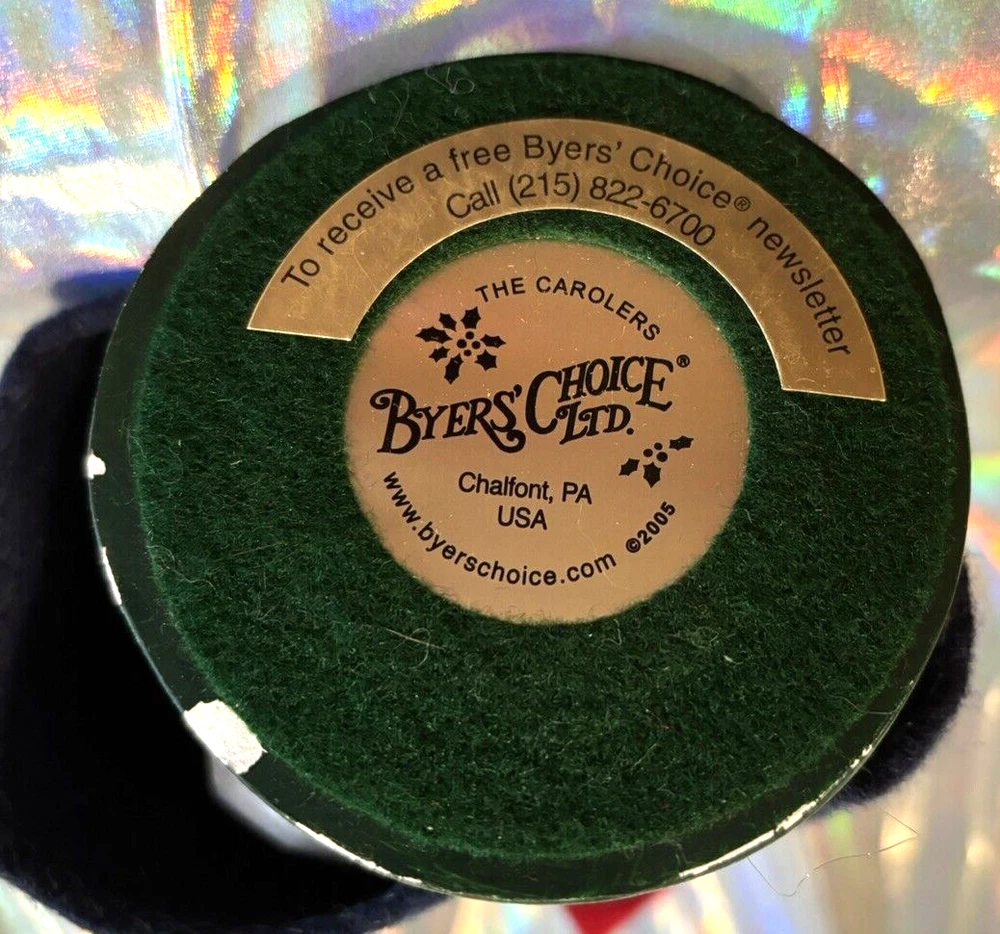 To receive a free Byers' Choice® newsletter
Call (215) 822-6700
THE CAROLERS
BYERS' CHOICE®
LTD.
Chalfont, PA
USA
www.byerschoice.com ©2005